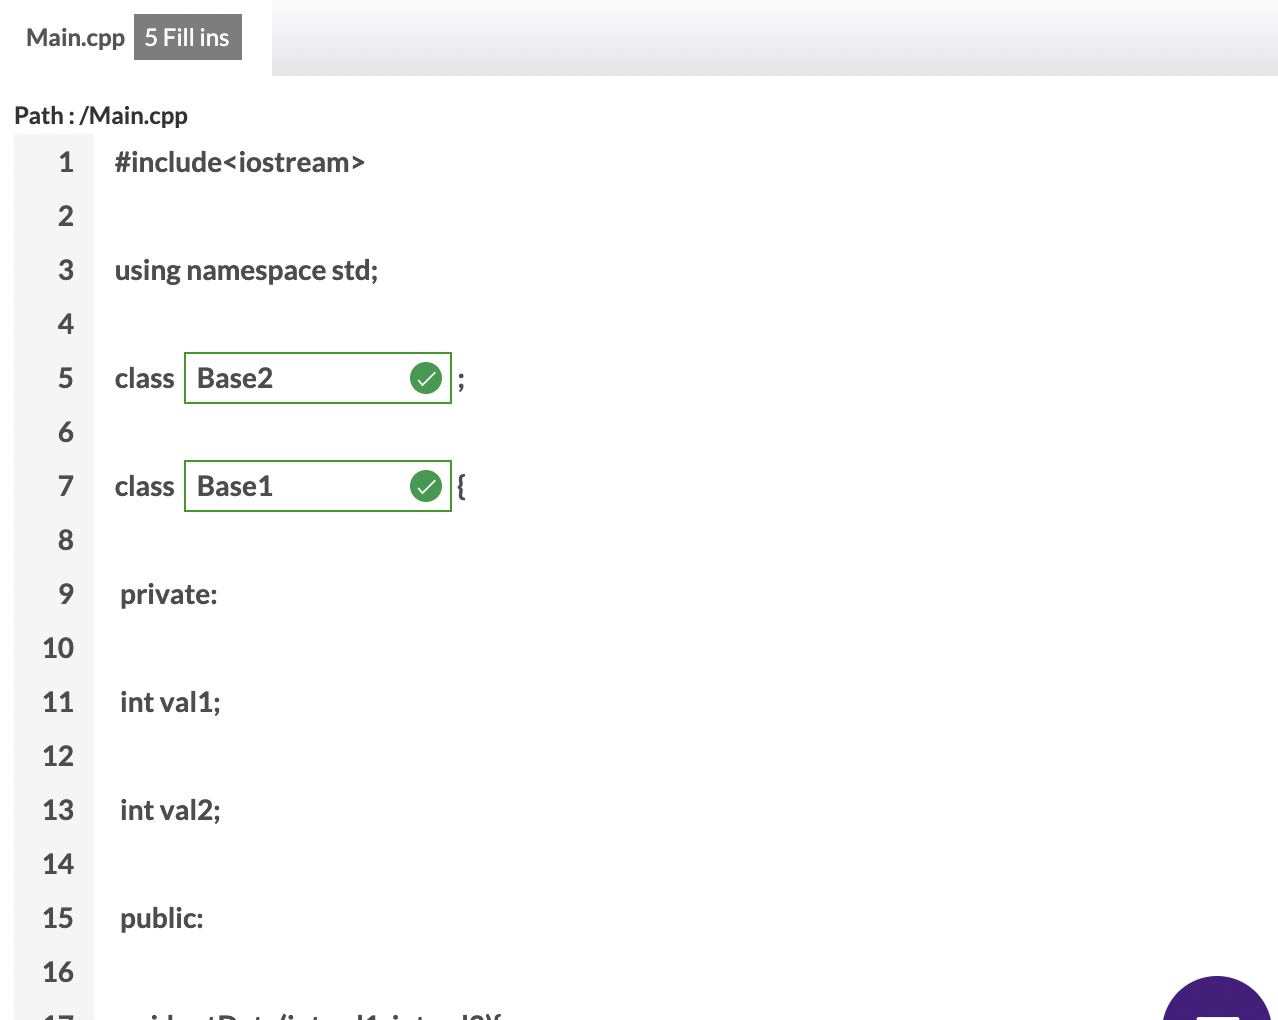 Main.cpp 5 Fill ins
Path : /Main.cpp
1 #include<iostream>
2
3 using namespace std;
4
5 class Base2 ;
6
7 class Base1 {
8
9 private:
10
11 int val1;
12
13 int val2;
14
15 public:
16
17